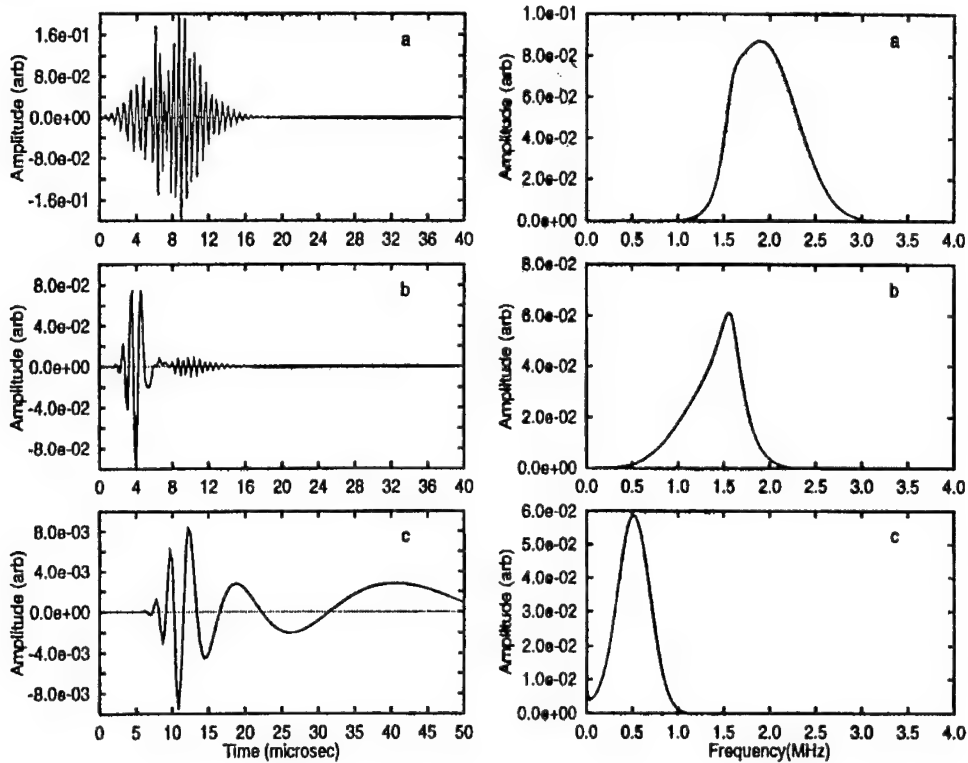 1.6e-01
8.0e-02
0.0e+00
-8.0e-02
-1.6e-01
Amplitude (arb)
a
0 4 8 12 16 20 24 28 32 36 40
1.0e-01
8.0e-02
6.0e-02
4.0e-02
2.0e-02
0.0e+00
Amplitude (arb)
a
0.0 0.5 1.0 1.5 2.0 2.5 3.0 3.5 4.0
8.0e-02
4.0e-02
0.0e+00
-4.0e-02
-8.0e-02
Amplitude (arb)
b
0 4 8 12 16 20 24 28 32 36 40
8.0e-02
6.0e-02
4.0e-02
2.0e-02
0.0e+00
Amplitude (arb)
b
0.0 0.5 1.0 1.5 2.0 2.5 3.0 3.5 4.0
8.0e-03
4.0e-03
0.0e+00
-4.0e-03
-8.0e-03
Amplitude (arb)
c
0 5 10 15 20 25 30 35 40 45 50
Time (microsec)
6.0e-02
5.0e-02
4.0e-02
3.0e-02
2.0e-02
1.0e-02
0.0e+00
Amplitude (arb)
c
0.0 0.5 1.0 1.5 2.0 2.5 3.0 3.5 4.0
Frequency(MHz)